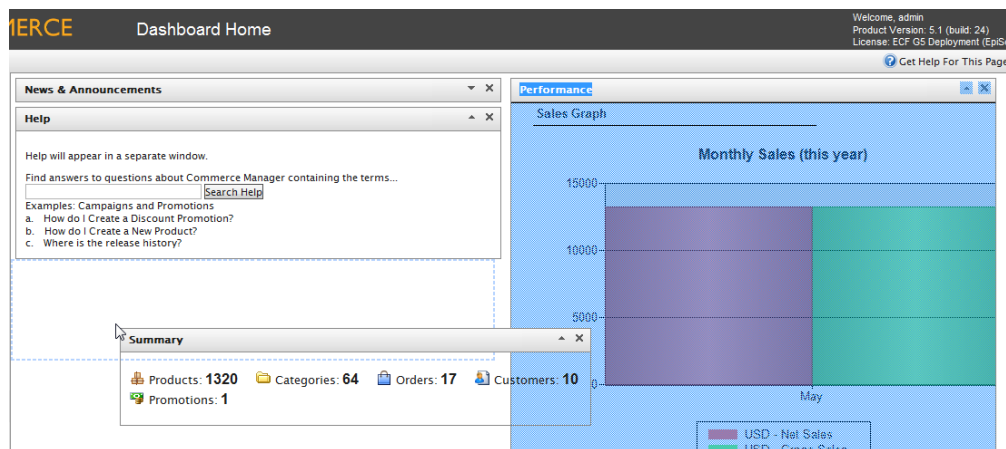 Dashboard Home
Welcome, admin
Product Version: 5.1 (build: 24)
License: ECF G5 Deployment
Get Help For This Page
News & Announcements
Help
Help will appear in a separate window.
Find answers to questions about Commerce Manager containing the terms...
Search Help
Examples: Campaigns and Promotions
a. How do I Create a Discount Promotion?
b. How do I Create a New Product?
c. Where is the release history?
Summary
Products: 1320 Categories: 64 Orders: 17 Customers: 10
Promotions: 1
Performance
Sales Graph
Monthly Sales (this year)
15000
10000
5000
0
May
USD - Net Sales
USD - Gross Sales